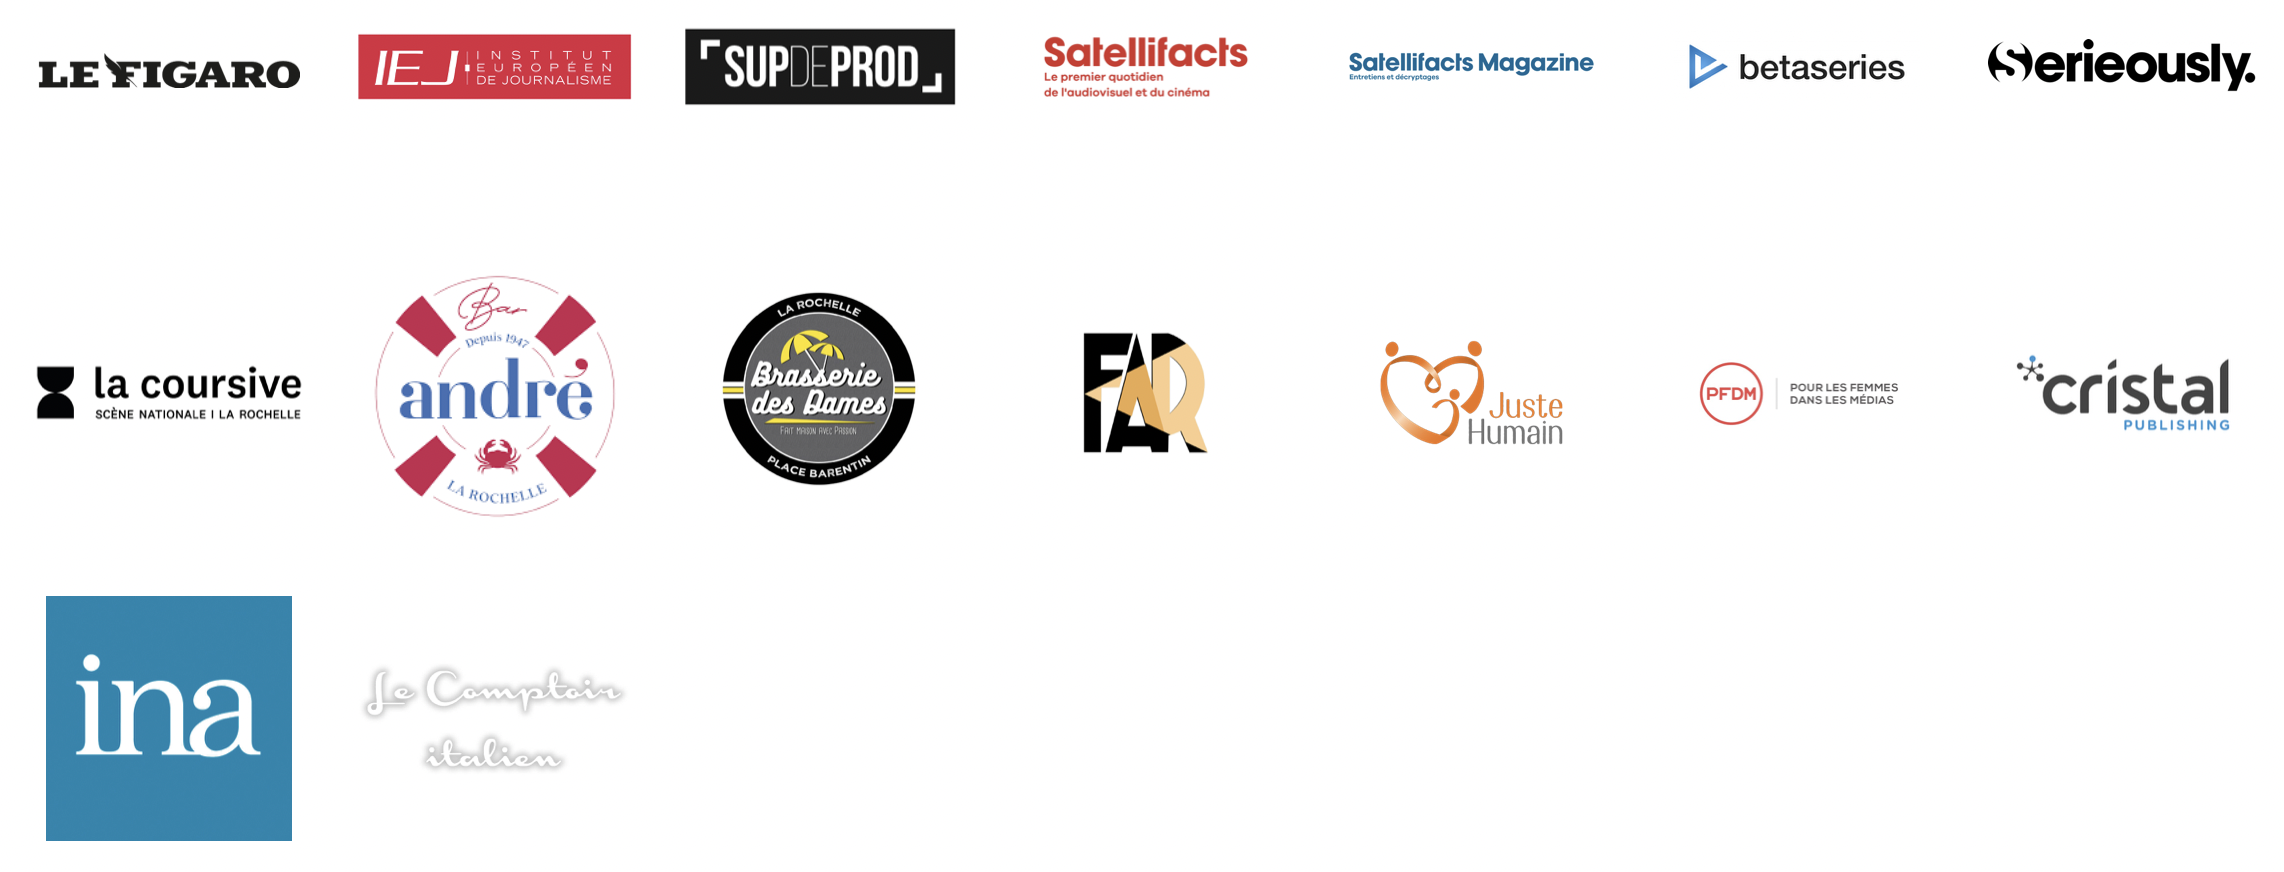 LE FIGARO
IEJ
INSTITUT
EUROPÉEN
DE JOURNALISME
SUPDEPROD
Satellifacts
Le premier quotidien
de l'audiovisuel et du cinéma
Satellifacts Magazine
Entretiens et décryptages
betaseries
Serieously.
la coursive
SCÈNE NATIONALE I LA ROCHELLE
Bar
Depuis 1947
andré
LA ROCHELLE
LA ROCHELLE
Brasserie
des Dames
FAIT MAISON AVEC PASSION
PLACE BARENTIN
FAR
Juste
Humain
PFDM
POUR LES FEMMES
DANS LES MÉDIAS
cristal
PUBLISHING
ina
Le Comptoir
italien